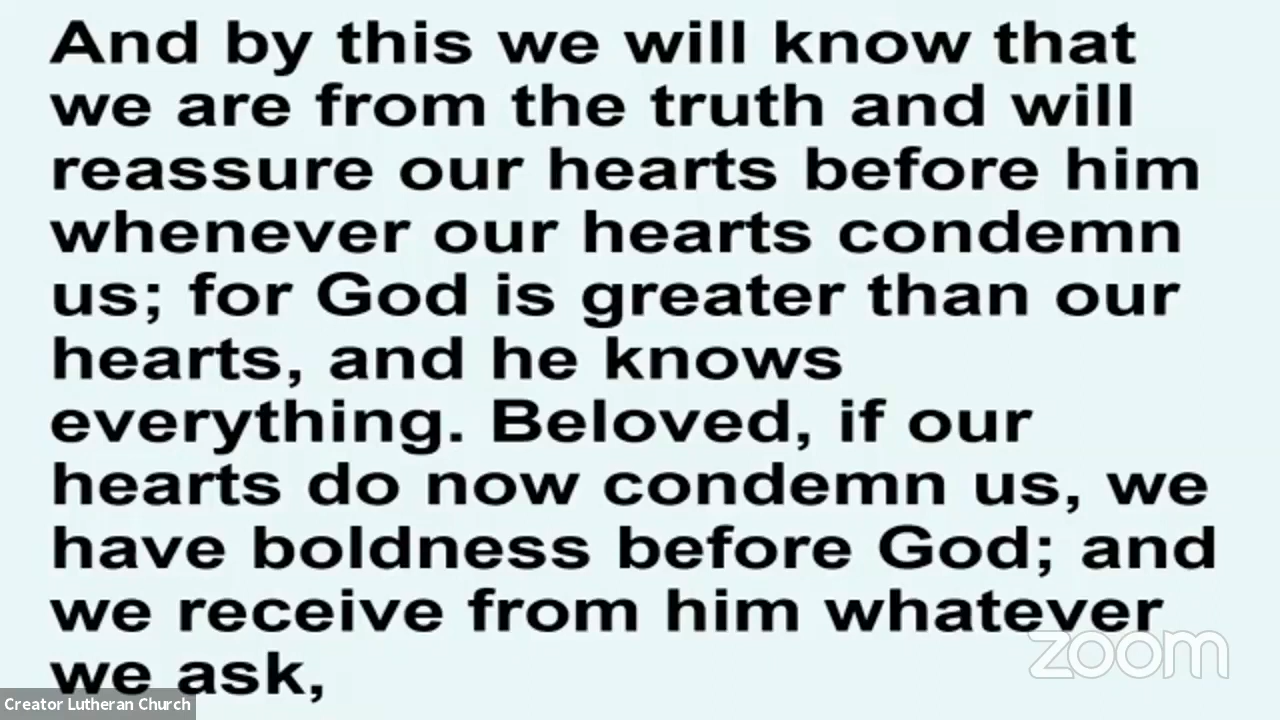 And by this we will know that
we are from the truth and will
reassure our hearts before him
whenever our hearts condemn
us; for God is greater than our
hearts, and he knows
everything. Beloved, if our
hearts do now condemn us, we
have boldness before God; and
we receive from him whatever
we ask,
zoom
Creator Lutheran Church